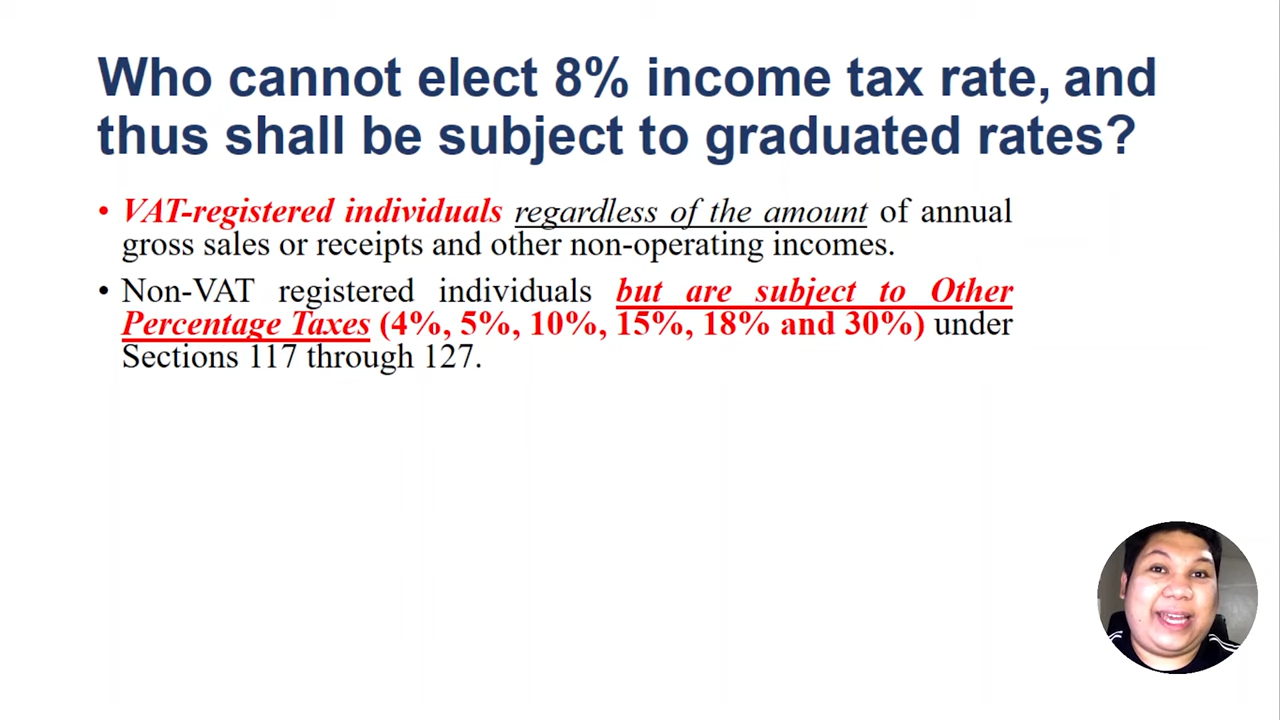 Who cannot elect 8% income tax rate, and
thus shall be subject to graduated rates?
• VAT-registered individuals regardless of the amount of annual
gross sales or receipts and other non-operating incomes.
• Non-VAT registered individuals but are subject to Other
Percentage Taxes (4%, 5%, 10%, 15%, 18% and 30%) under
Sections 117 through 127.